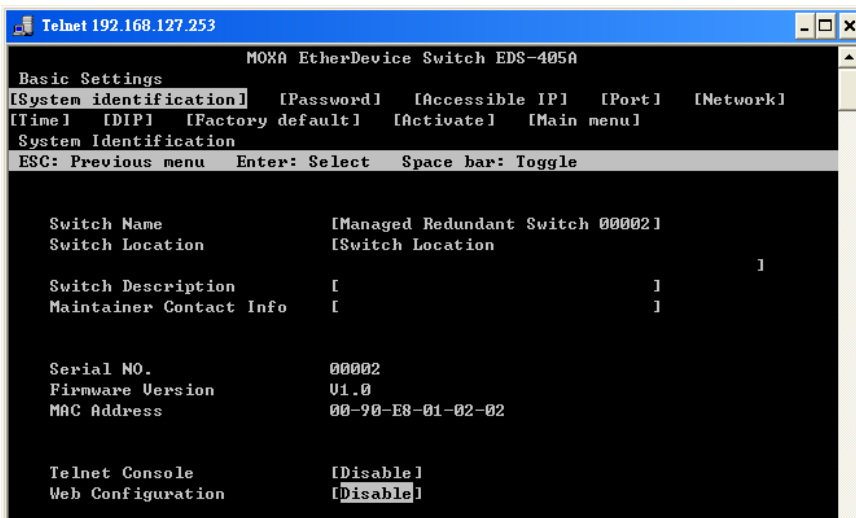 Telnet 192.168.127.253
MOXA EtherDevice Switch EDS-405A
Basic Settings
[System identification] [Password] [Accessible IP] [Port] [Network]
[Time] [DIP] [Factory default] [Activate] [Main menu]
System Identification
ESC: Previous menu Enter: Select Space bar: Toggle
Switch Name [Managed Redundant Switch 00002]
Switch Location [Switch Location
]
Switch Description [ ]
Maintainer Contact Info [ ]
Serial NO. 00002
Firmware Version V1.0
MAC Address 00-90-E8-01-02-02
Telnet Console [Disable]
Web Configuration [Disable]